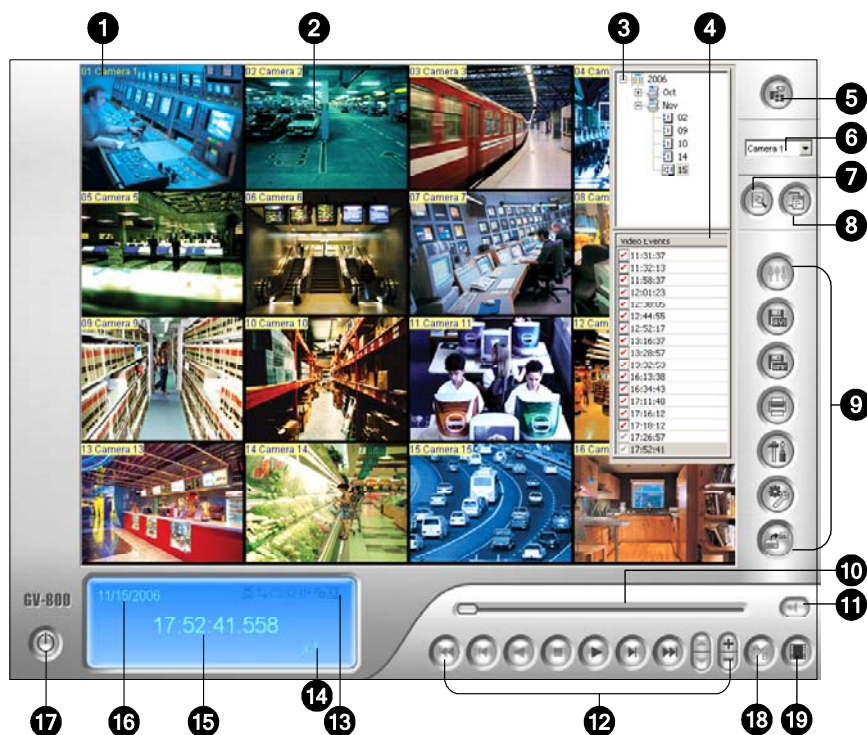 1 2 3 4
01 Camera 1
02 Camera 2
03 Camera 3
04 Cam
2006
Oct
Nov
02
09
10
14
15
5
6
Camera 1
7
8
05 Camera 5
06 Camera 6
07 Camera 7
08 Cam
Video Events
11:31:37
11:32:13
11:58:37
12:01:23
12:38:05
12:44:55
12:52:17
13:16:37
13:28:57
16:13:38
16:34:43
17:11:48
17:16:12
17:18:12
17:26:57
17:52:41
9
09 Camera 9
10 Camera 10
11 Camera 11
12 Cam
13 Camera 13
14 Camera 14
15 Camera 15
16 Cam
10
11
GV-800
11/15/2006
17:52:41.558
x 1
17 16 15 14 13 12 18 19